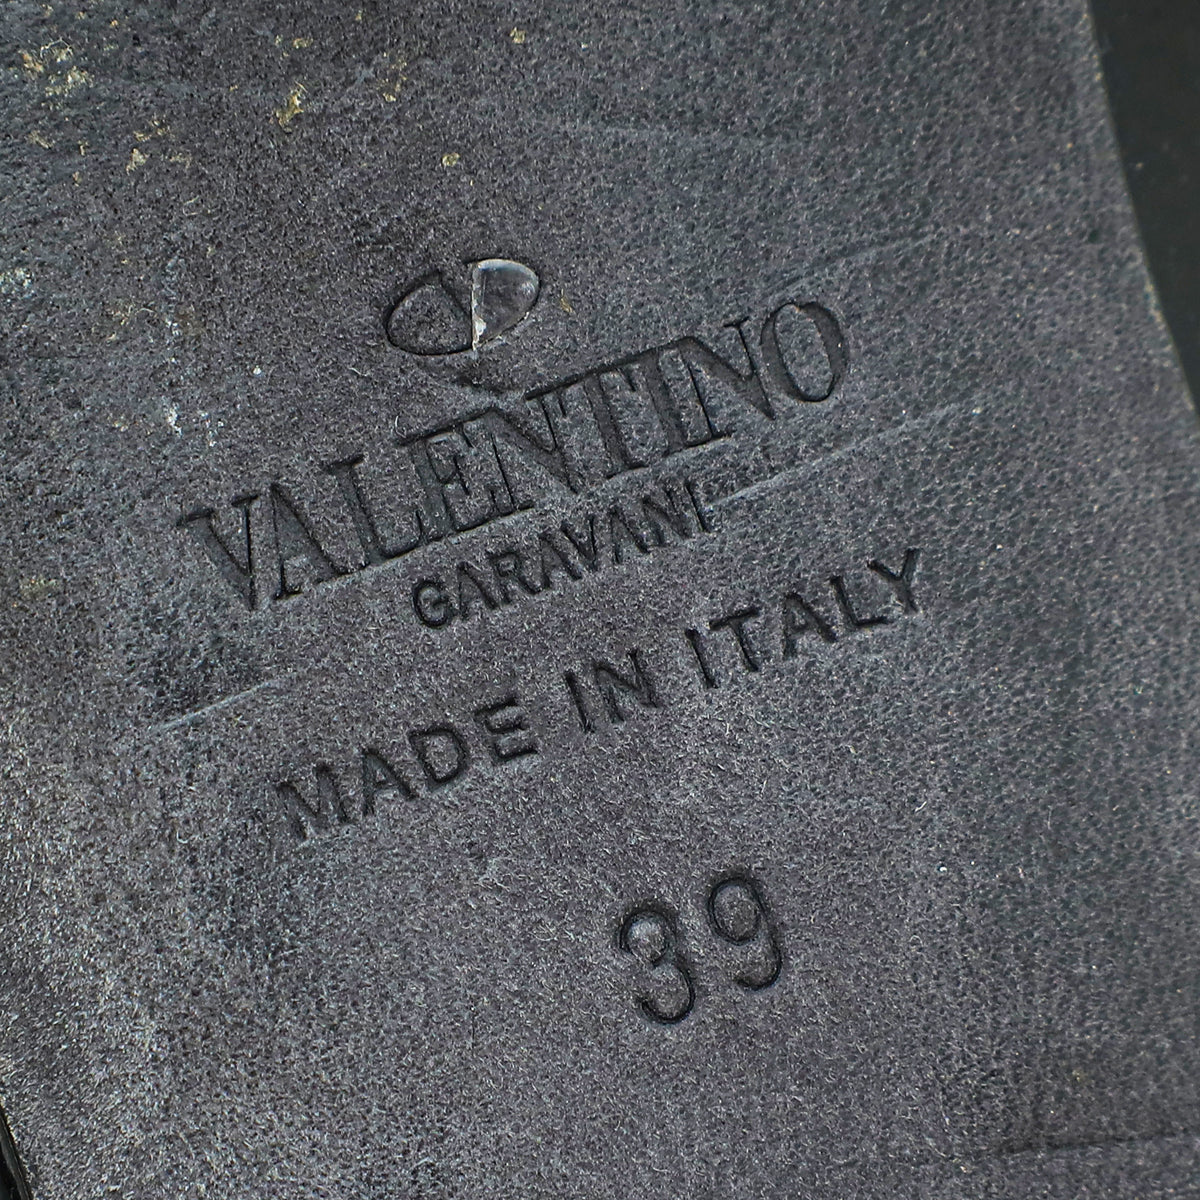 VALENTINO
GARAVANI
MADE IN ITALY
39